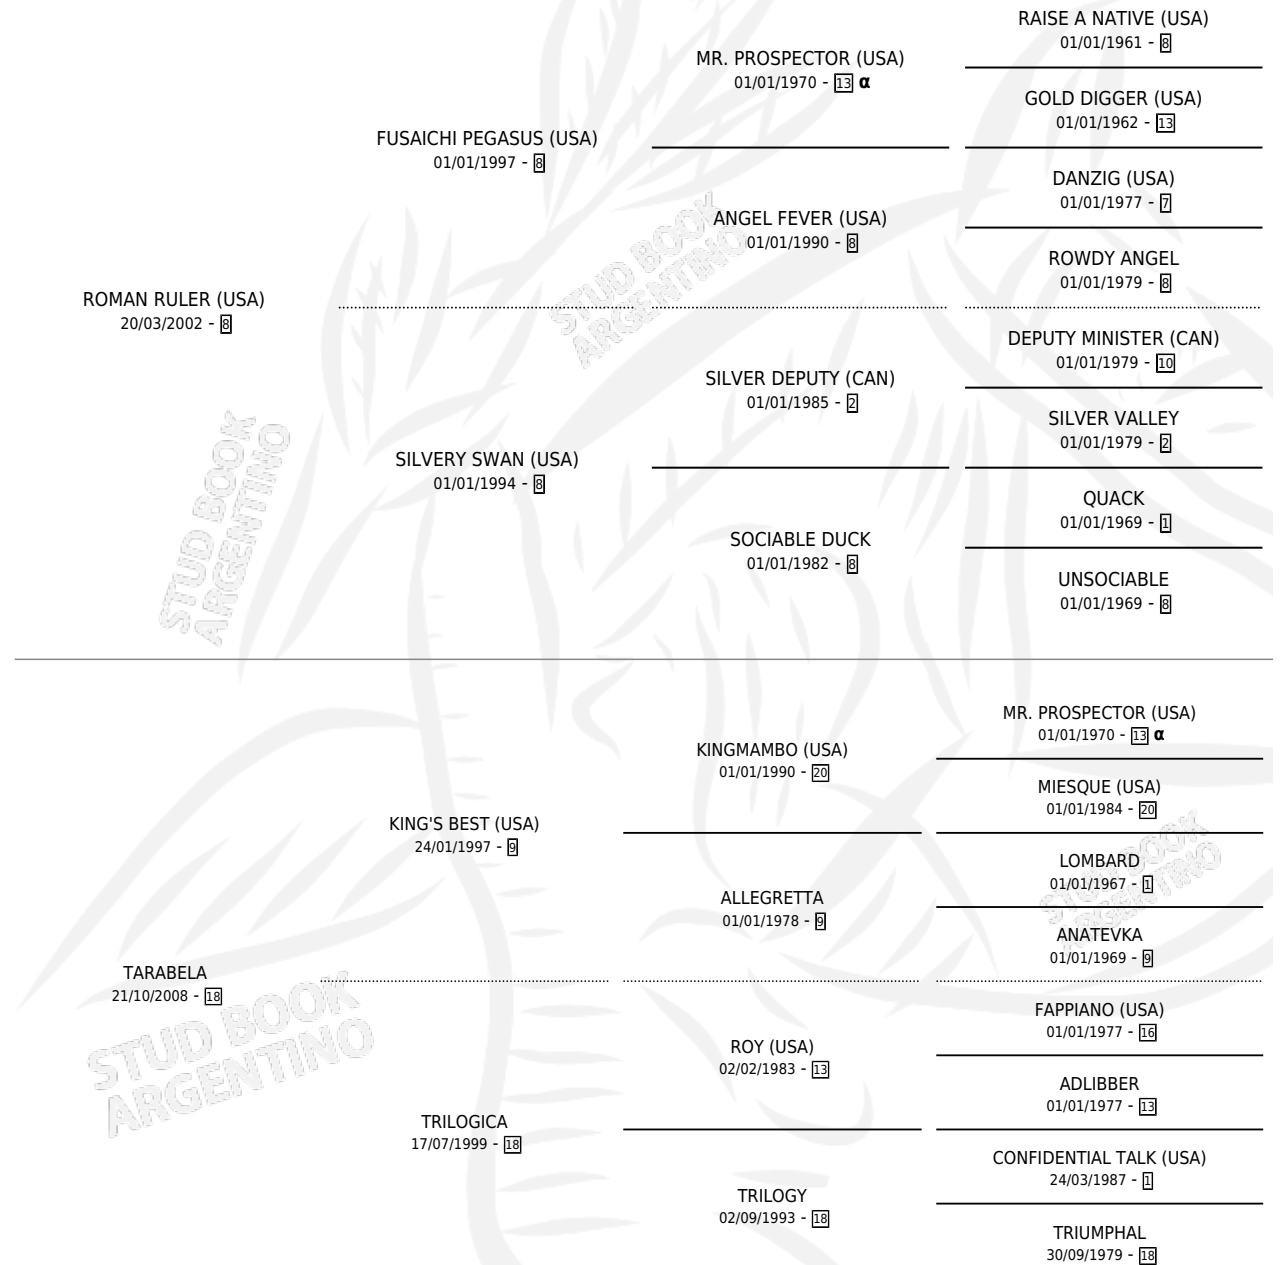 RAISE A NATIVE (USA)
01/01/1961 - 8
MR. PROSPECTOR (USA)
01/01/1970 - 13 α
GOLD DIGGER (USA)
01/01/1962 - 13
FUSAICHI PEGASUS (USA)
01/01/1997 - 8
DANZIG (USA)
01/01/1977 - 7
ANGEL FEVER (USA)
01/01/1990 - 8
ROWDY ANGEL
01/01/1979 - 8
ROMAN RULER (USA)
20/03/2002 - 8
DEPUTY MINISTER (CAN)
01/01/1979 - 10
SILVER DEPUTY (CAN)
01/01/1985 - 2
SILVER VALLEY
01/01/1979 - 2
SILVERY SWAN (USA)
01/01/1994 - 8
QUACK
01/01/1969 - 1
SOCIABLE DUCK
01/01/1982 - 8
UNSOCIABLE
01/01/1969 - 8
MR. PROSPECTOR (USA)
01/01/1970 - 13 α
KINGMAMBO (USA)
01/01/1990 - 20
MIESQUE (USA)
01/01/1984 - 20
KING'S BEST (USA)
24/01/1997 - 9
LOMBARD
01/01/1967 - 1
ALLEGRETTA
01/01/1978 - 9
ANATEVKA
01/01/1969 - 9
TARABELA
21/10/2008 - 18
FAPPIANO (USA)
01/01/1977 - 16
ROY (USA)
02/02/1983 - 13
ADLIBBER
01/01/1977 - 13
TRILOGICA
17/07/1999 - 18
CONFIDENTIAL TALK (USA)
24/03/1987 - 1
TRILOGY
02/09/1993 - 18
TRIUMPHAL
30/09/1979 - 18
STUD BOOK
ARGENTINO
STUD BOOK
ARGENTINO
STUD BOOK
ARGENTINO
STUD BOOK
ARGENTINO